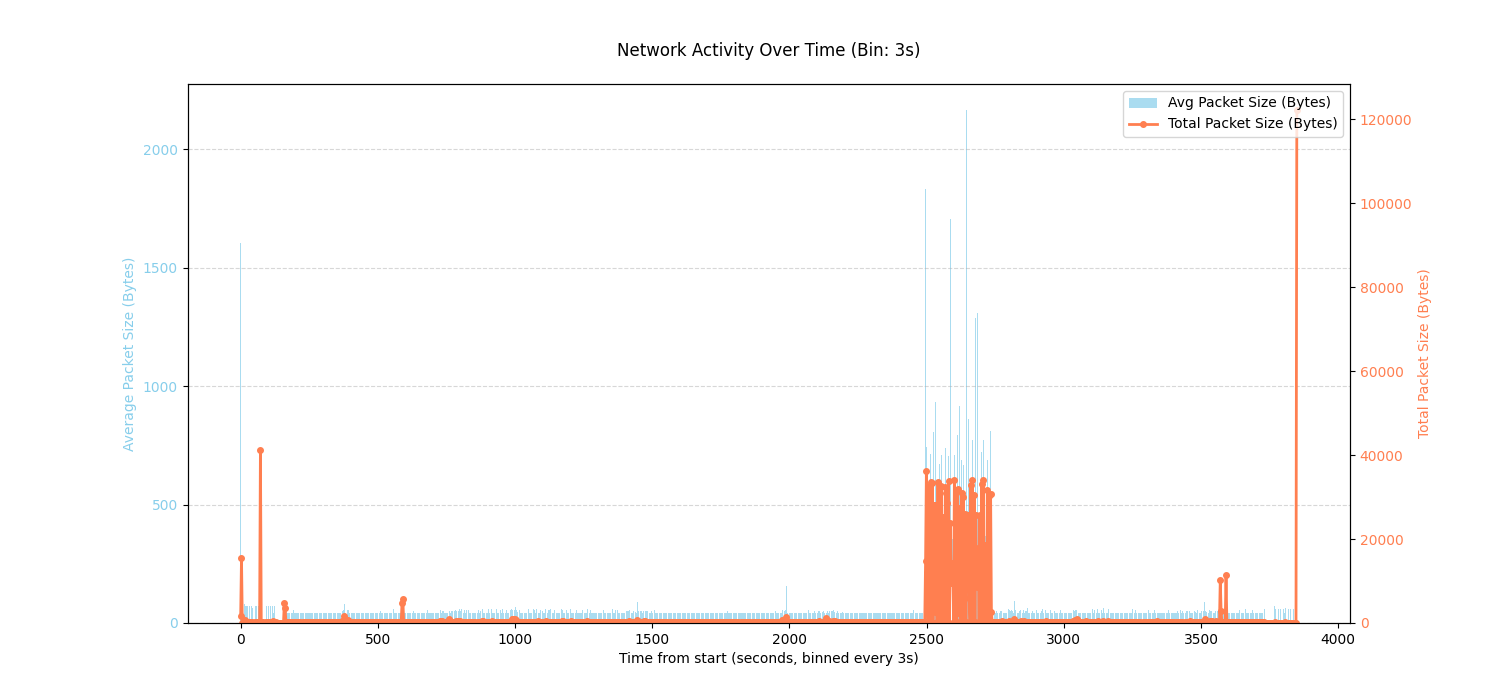 Network Activity Over Time (Bin: 3s)
Avg Packet Size (Bytes)
Total Packet Size (Bytes)
Average Packet Size (Bytes)
2000
1500
1000
500
0
Total Packet Size (Bytes)
120000
100000
80000
60000
40000
20000
0
0 500 1000 1500 2000 2500 3000 3500 4000
Time from start (seconds, binned every 3s)